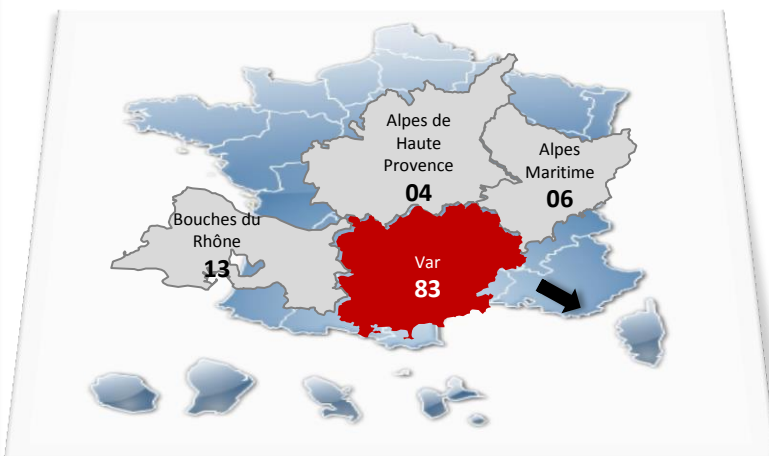 Alpes de
Haute
Provence
04
Alpes
Maritime
06
Bouches du
Rhône
13
Var
83